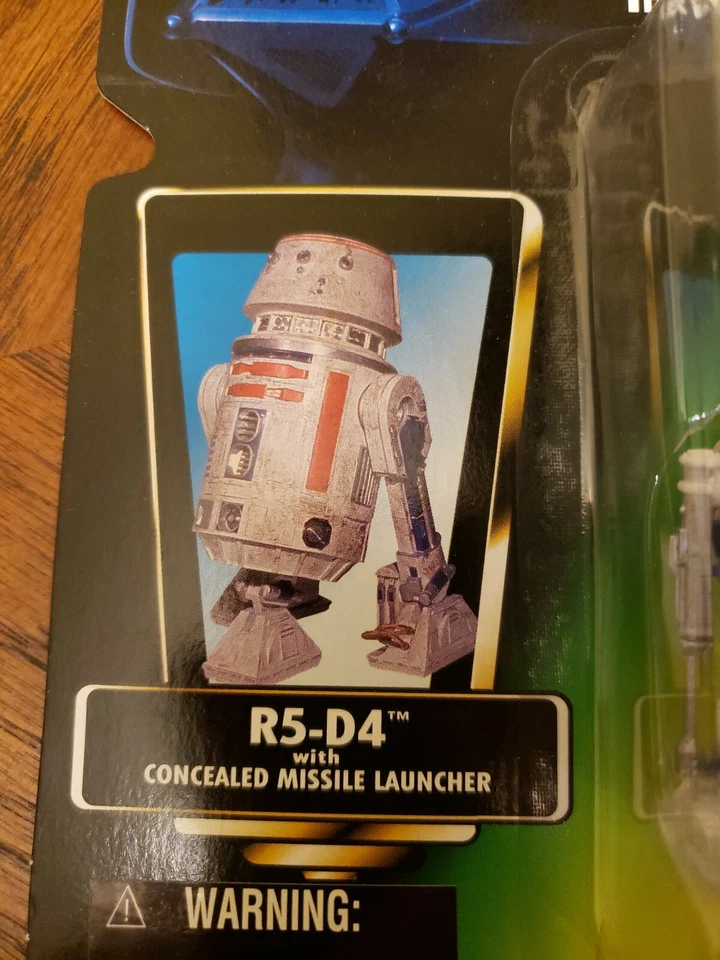 R5-D4™
with
CONCEALED MISSILE LAUNCHER
WARNING: